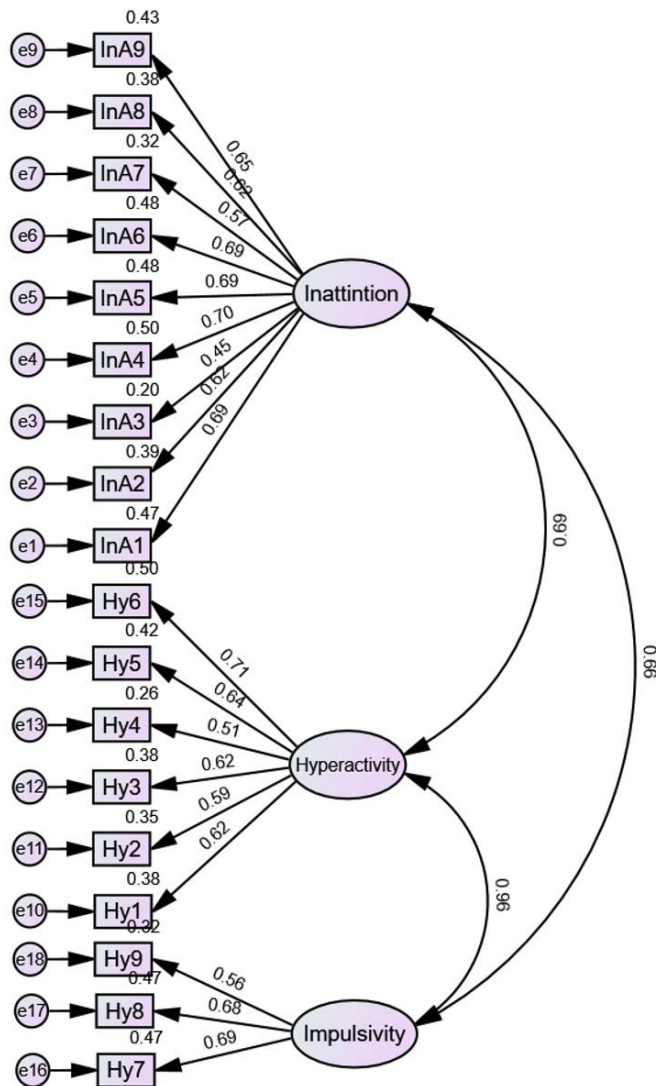 0.43
e9 InA9
0.38
e8 InA8
0.32
e7 InA7
0.48
e6 InA6
0.48
e5 InA5
0.50
e4 InA4
0.20
e3 InA3
0.39
e2 InA2
0.47
e1 InA1
0.65
0.62
0.57
0.69
0.69
0.70
0.45
0.62
0.69
Inattintion
0.50
e15 Hy6
0.42
e14 Hy5
0.26
e13 Hy4
0.38
e12 Hy3
0.35
e11 Hy2
0.38
e10 Hy1
0.71
0.64
0.51
0.62
0.59
0.62
Hyperactivity
0.32
e18 Hy9
0.47
e17 Hy8
0.47
e16 Hy7
0.56
0.68
0.69
Impulsivity
0.69
0.66
0.96